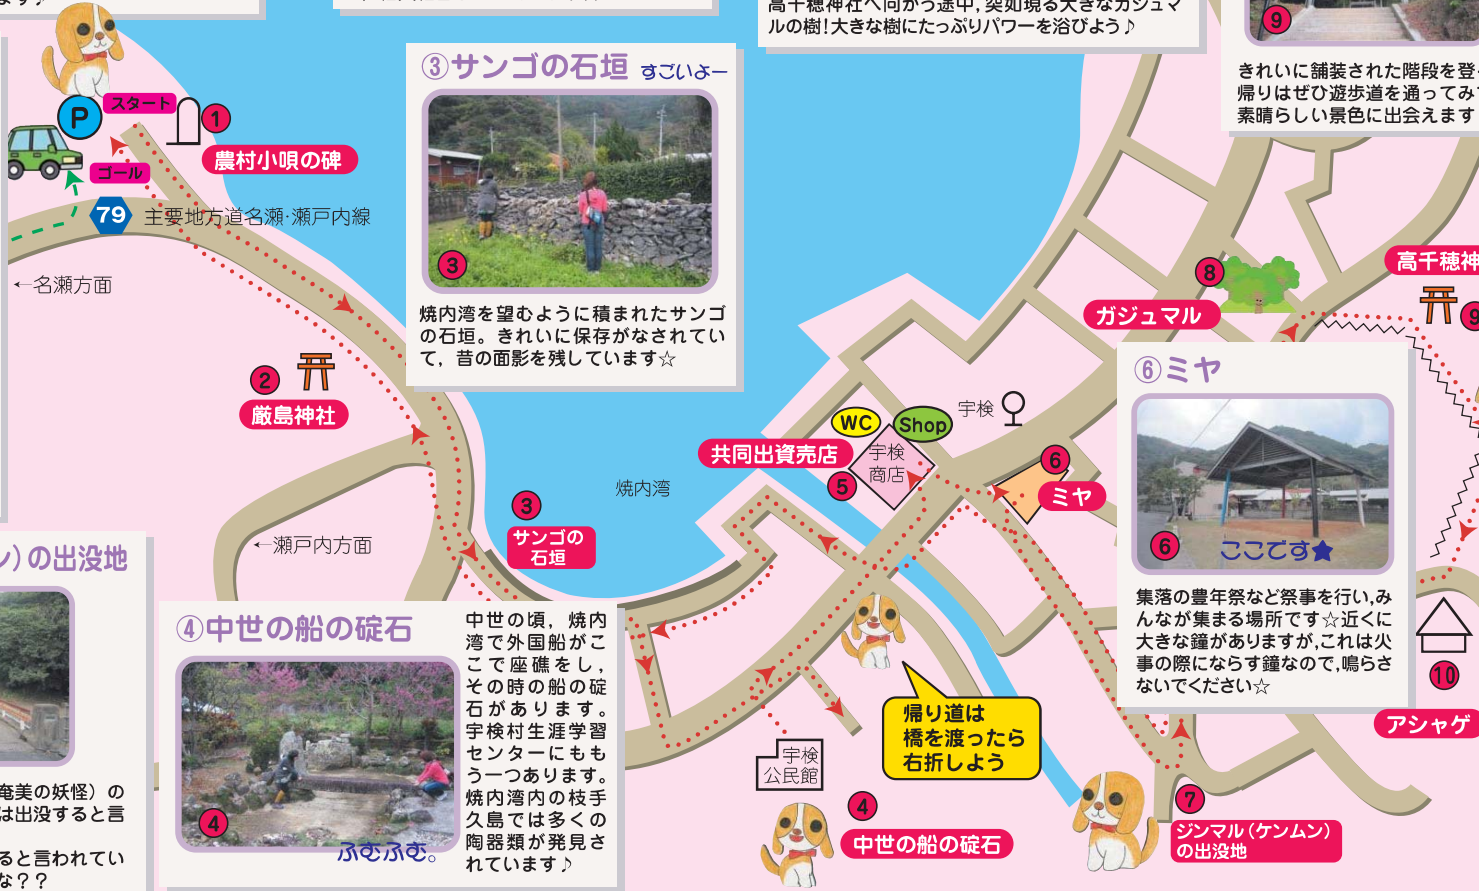 ます♪
高千穂神社へ向かう途中,突如現る大きなガジュマ
ルの樹!大きな樹にたっぷりパワーを浴びよう♪
⑨
きれいに舗装された階段を登
帰りはぜひ遊歩道を通ってみ
素晴らしい景色に出会えます
P
スタート
ゴール
①
農村小唄の碑
79
主要地方道名瀬・瀬戸内線
←名瀬方面
③サンゴの石垣 すごいよー
③
焼内湾を望むように積まれたサンゴ
の石垣。きれいに保存がなされてい
て，昔の面影を残しています☆
②
厳島神社
⑧
ガジュマル
高千穂神
⑨
WC
Shop
宇検
共同出資売店
宇検
商店
⑤
⑥
ミヤ
焼内湾
③
サンゴの
石垣
←瀬戸内方面
⑥ミヤ
⑥
ここです★
集落の豊年祭など祭事を行い,み
んなが集まる場所です☆近くに
大きな鐘がありますが,これは火
事の際にならす鐘なので,鳴らさ
ないでください☆
⑩
アシャゲ
ン)の出没地
奄美の妖怪）の
は出没すると言
ると言われてい
な？？
④中世の船の碇石
④
ふむふむ。
中世の頃，焼内
湾で外国船がこ
こで座礁をし，
その時の船の碇
石があります。
宇検村生涯学習
センターにもも
う一つあります。
焼内湾内の枝手
久島では多くの
陶器類が発見さ
れています♪
帰り道は
橋を渡ったら
右折しよう
宇検
公民館
④
中世の船の碇石
⑦
ジンマル（ケンムン）
の出没地